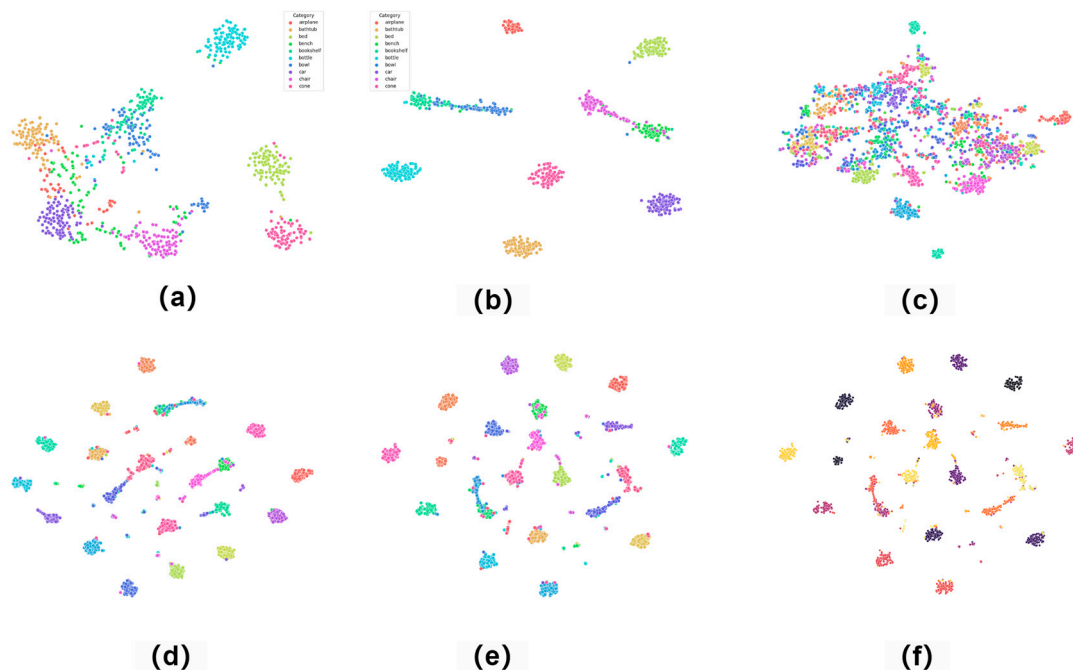 Category
airplane
bathtub
bed
bench
bookshelf
bottle
bowl
car
chair
cone
Category
airplane
bathtub
bed
bench
bookshelf
bottle
bowl
car
chair
cone
(a)
(b)
(c)
(d)
(e)
(f)